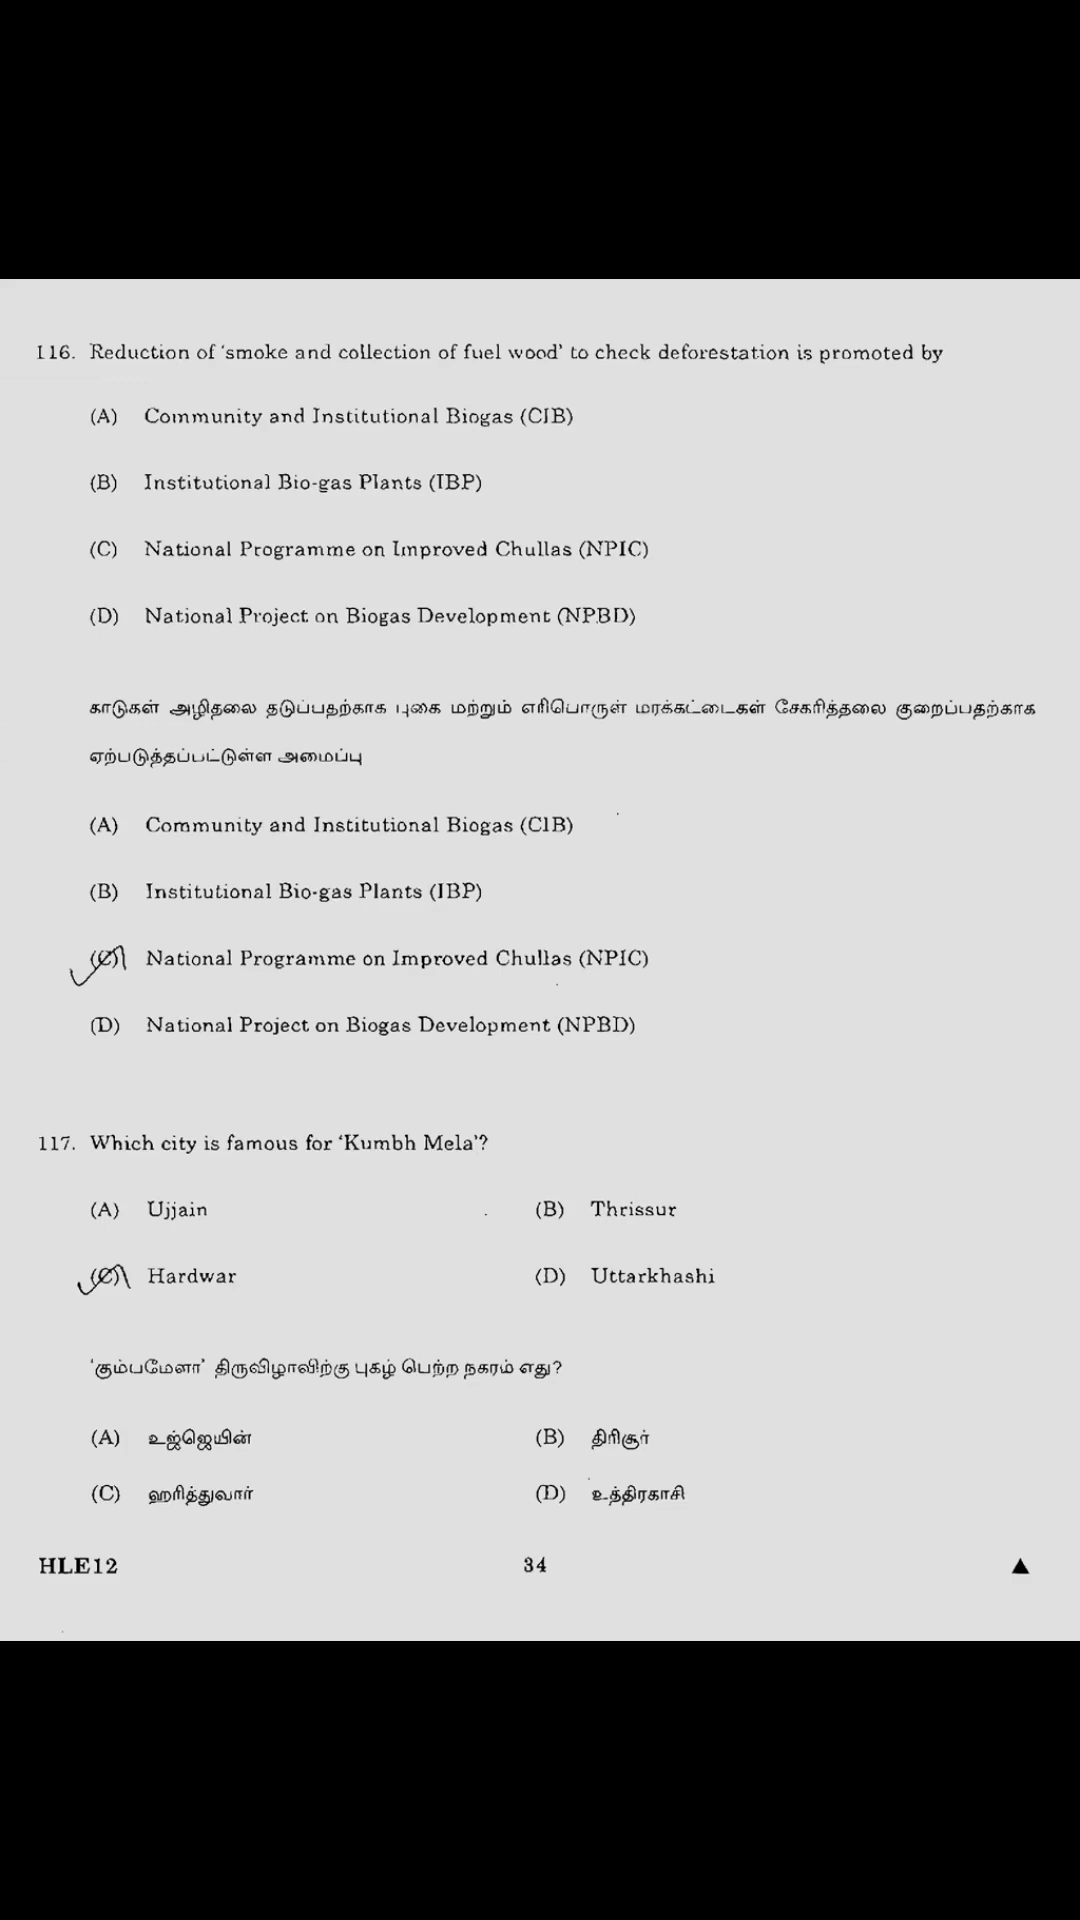 116. Reduction of 'smoke and collection of fuel wood' to check deforestation is promoted by
(A) Community and Institutional Biogas (CIB)
(B) Institutional Bio-gas Plants (IBP)
(C) National Programme on Improved Chullas (NPIC)
(D) National Project on Biogas Development (NPBD)
காடுகள் அழிதலை தடுப்பதற்காக புகை மற்றும் எரிபொருள் மரக்கட்டைகள் சேகரித்தலை குறைப்பதற்காக
ஏற்படுத்தப்பட்டுள்ள அமைப்பு
(A) Community and Institutional Biogas (CIB)
(B) Institutional Bio-gas Plants (IBP)
(C) National Programme on Improved Chullas (NPIC)
(D) National Project on Biogas Development (NPBD)
117. Which city is famous for 'Kumbh Mela'?
(A) Ujjain (B) Thrissur
(C) Hardwar (D) Uttarkhashi
'கும்பமேளா' திருவிழாவிற்கு புகழ் பெற்ற நகரம் எது?
(A) உஜ்ஜெயின் (B) திரிசூர்
(C) ஹரித்துவார் (D) உத்திரகாசி
HLE12 34 ▲